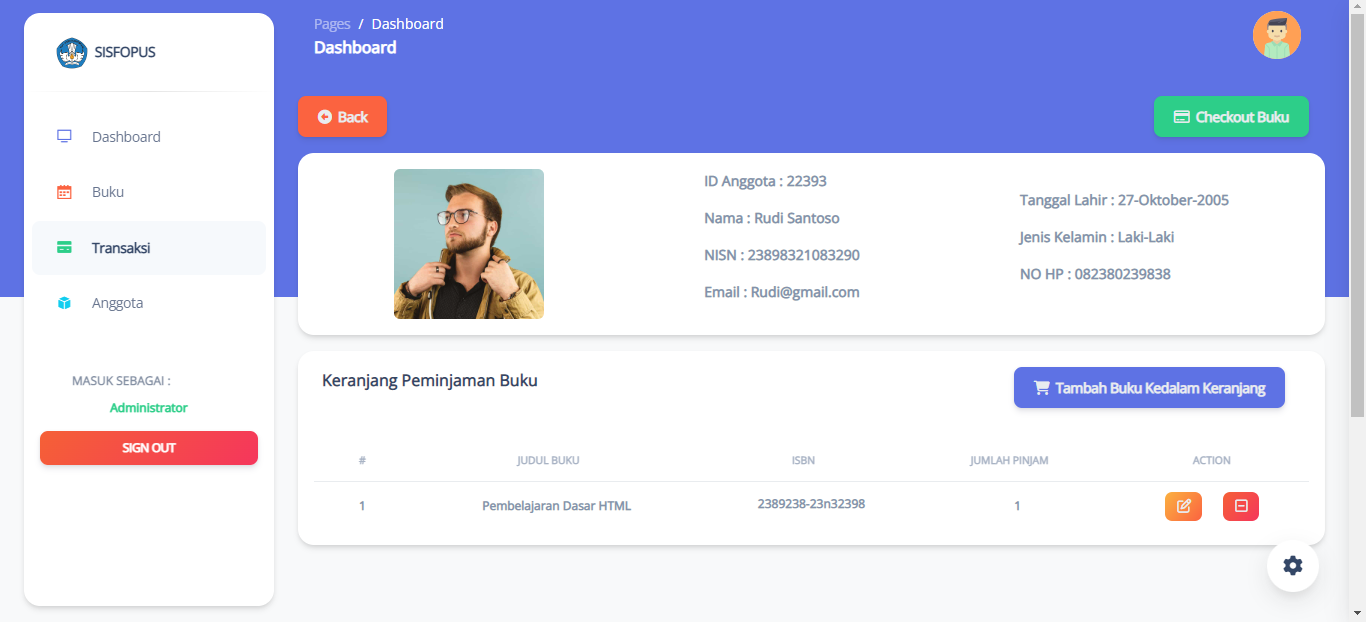 SISFOPUS
Dashboard
Buku
Transaksi
Anggota
MASUK SEBAGAI :
Administrator
SIGN OUT
Pages / Dashboard
Dashboard
Back
Checkout Buku
ID Anggota : 22393
Nama : Rudi Santoso
NISN : 23898321083290
Email : Rudi@gmail.com
Tanggal Lahir : 27-Oktober-2005
Jenis Kelamin : Laki-Laki
NO HP : 082380239838
Keranjang Peminjaman Buku
Tambah Buku Kedalam Keranjang
# JUDUL BUKU ISBN JUMLAH PINJAM ACTION
1 Pembelajaran Dasar HTML 2389238-23n32398 1